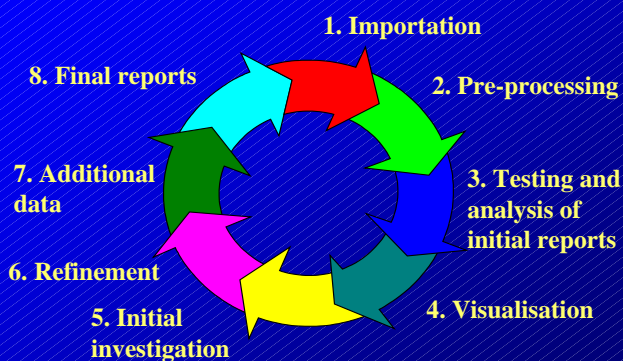 1. Importation
2. Pre-processing
3. Testing and
analysis of
initial reports
4. Visualisation
5. Initial
investigation
6. Refinement
7. Additional
data
8. Final reports